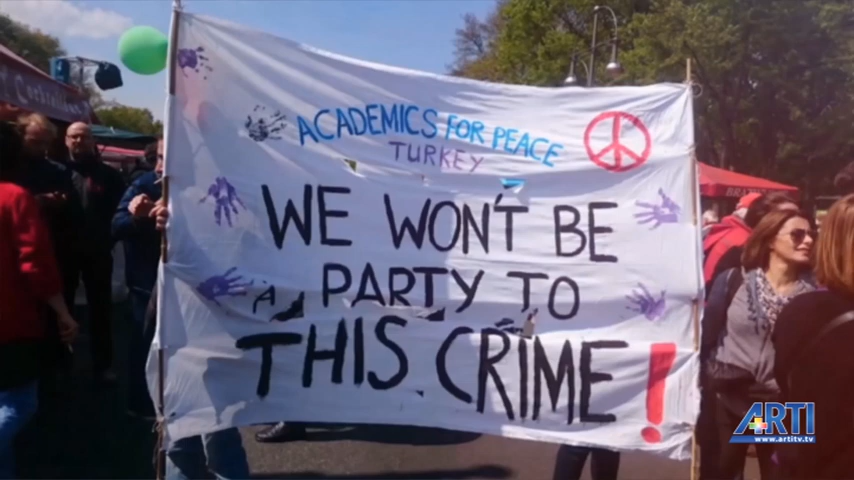 ACADEMICS FOR PEACE
TURKEY
WE WON'T BE
A PARTY TO
THIS CRIME!
ARTI
www.artitv.tv